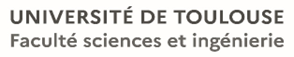 UNIVERSITÉ DE TOULOUSE
Faculté sciences et ingénierie